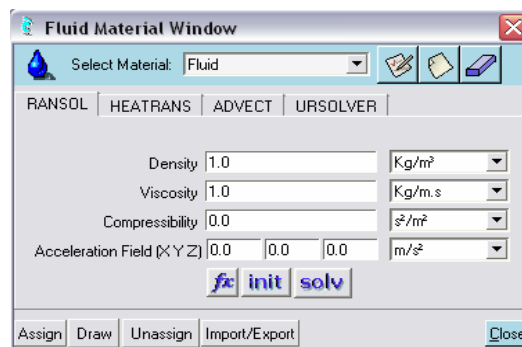 Fluid Material Window
Select Material: Fluid
RANSOL HEATRANS ADVECT URSOLVER
Density 1.0 Kg/m³
Viscosity 1.0 Kg/m.s
Compressibility 0.0 s²/m²
Acceleration Field (X Y Z) 0.0 0.0 0.0 m/s²
fx init solv
Assign Draw Unassign Import/Export Close